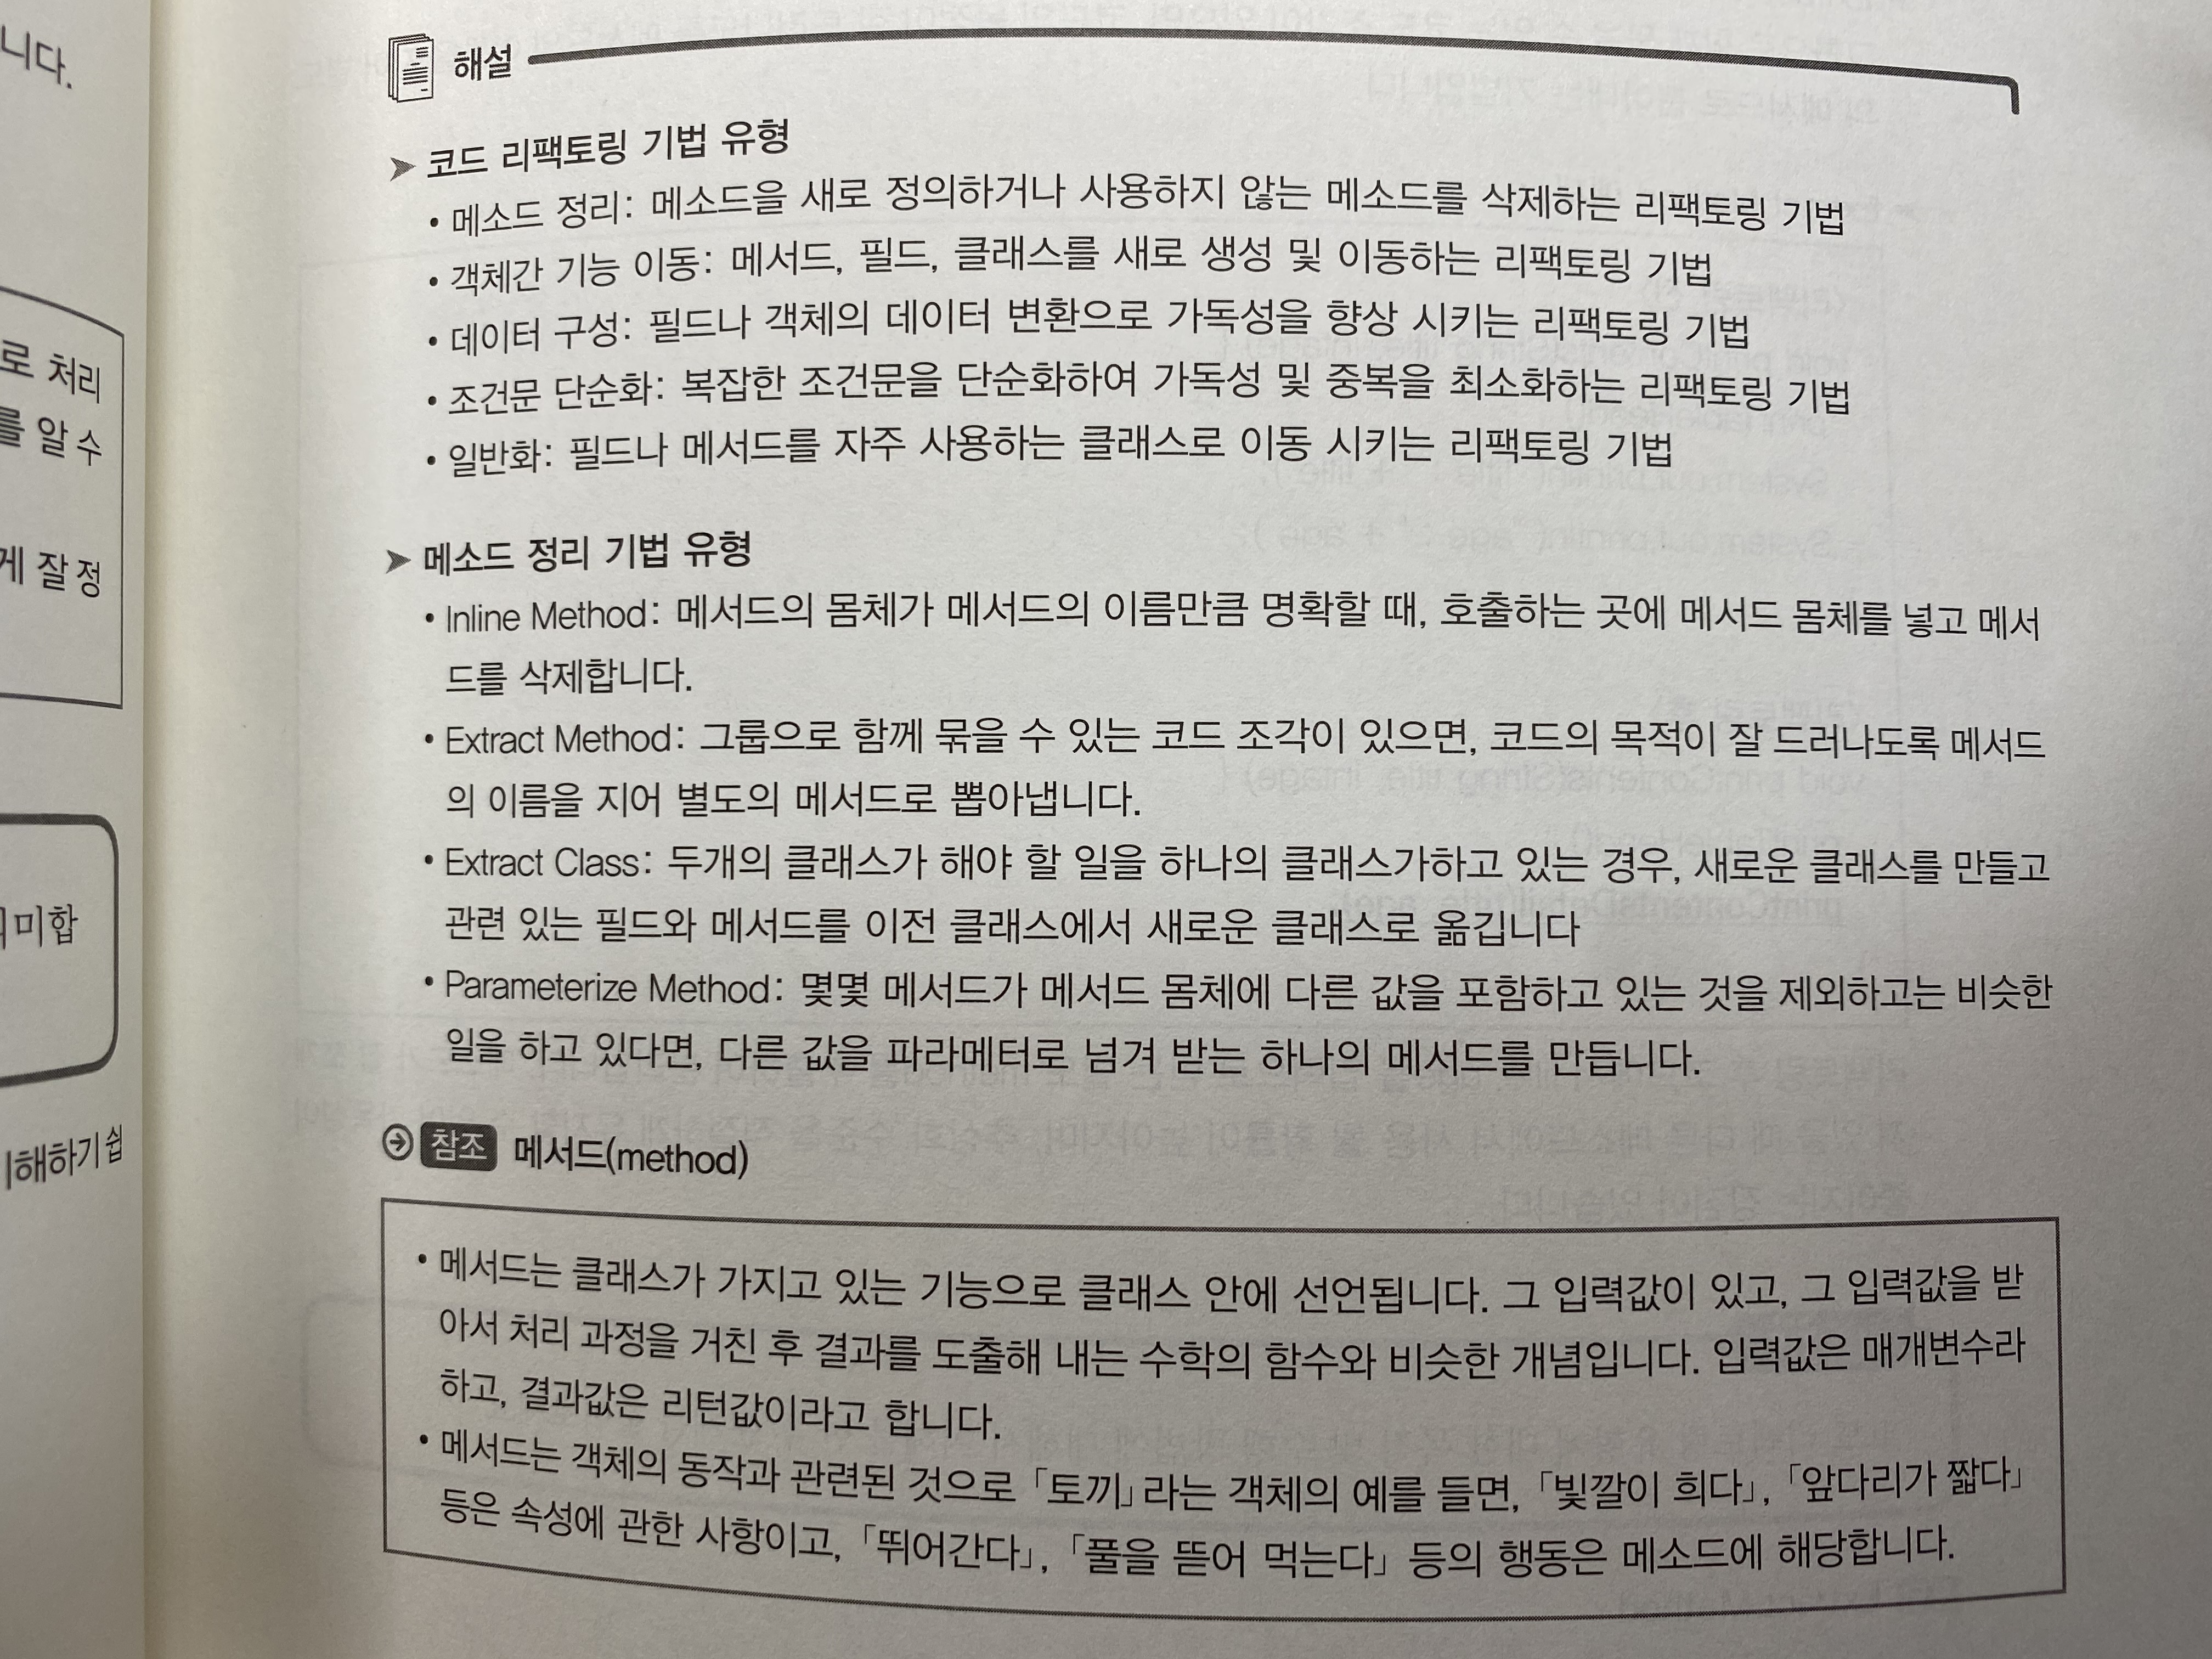 니다.
로 처리
를 알 수
게 잘 정
미합
해하기 쉽
해설
➤ 코드 리팩토링 기법 유형
• 메소드 정리: 메소드을 새로 정의하거나 사용하지 않는 메소드를 삭제하는 리팩토링 기법
• 객체간 기능 이동: 메서드, 필드, 클래스를 새로 생성 및 이동하는 리팩토링 기법
• 데이터 구성: 필드나 객체의 데이터 변환으로 가독성을 향상 시키는 리팩토링 기법
• 조건문 단순화: 복잡한 조건문을 단순화하여 가독성 및 중복을 최소화하는 리팩토링 기법
• 일반화: 필드나 메서드를 자주 사용하는 클래스로 이동 시키는 리팩토링 기법
➤ 메소드 정리 기법 유형
• Inline Method: 메서드의 몸체가 메서드의 이름만큼 명확할 때, 호출하는 곳에 메서드 몸체를 넣고 메서
드를 삭제합니다.
• Extract Method: 그룹으로 함께 묶을 수 있는 코드 조각이 있으면, 코드의 목적이 잘 드러나도록 메서드
의 이름을 지어 별도의 메서드로 뽑아냅니다.
• Extract Class: 두개의 클래스가 해야 할 일을 하나의 클래스가하고 있는 경우, 새로운 클래스를 만들고
관련 있는 필드와 메서드를 이전 클래스에서 새로운 클래스로 옮깁니다
• Parameterize Method: 몇몇 메서드가 메서드 몸체에 다른 값을 포함하고 있는 것을 제외하고는 비슷한
일을 하고 있다면, 다른 값을 파라메터로 넘겨 받는 하나의 메서드를 만듭니다.
참조 메서드(method)
• 메서드는 클래스가 가지고 있는 기능으로 클래스 안에 선언됩니다. 그 입력값이 있고, 그 입력값을 받
아서 처리 과정을 거친 후 결과를 도출해 내는 수학의 함수와 비슷한 개념입니다. 입력값은 매개변수라
하고, 결과값은 리턴값이라고 합니다.
• 메서드는 객체의 동작과 관련된 것으로 「토끼」라는 객체의 예를 들면, 「빛깔이 희다」, 「앞다리가 짧다」
등은 속성에 관한 사항이고, 「뛰어간다」, 「풀을 뜯어 먹는다」 등의 행동은 메소드에 해당합니다.